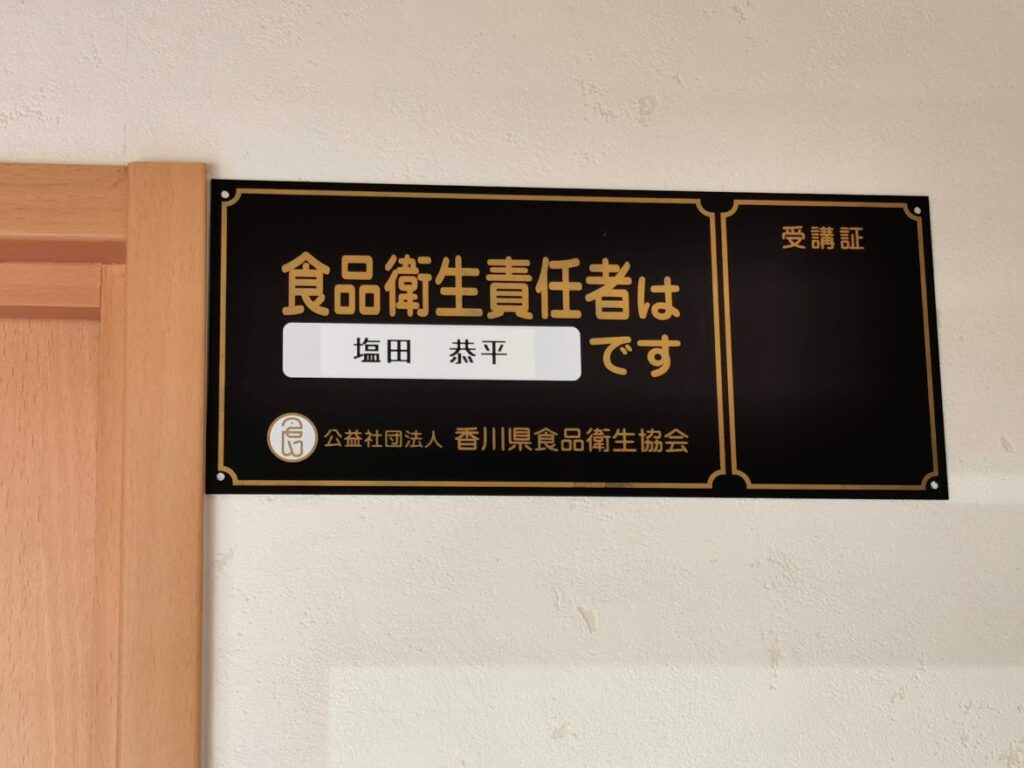 食品衛生責任者は
塩田 恭平
です
公益社団法人 香川県食品衛生協会
受講証